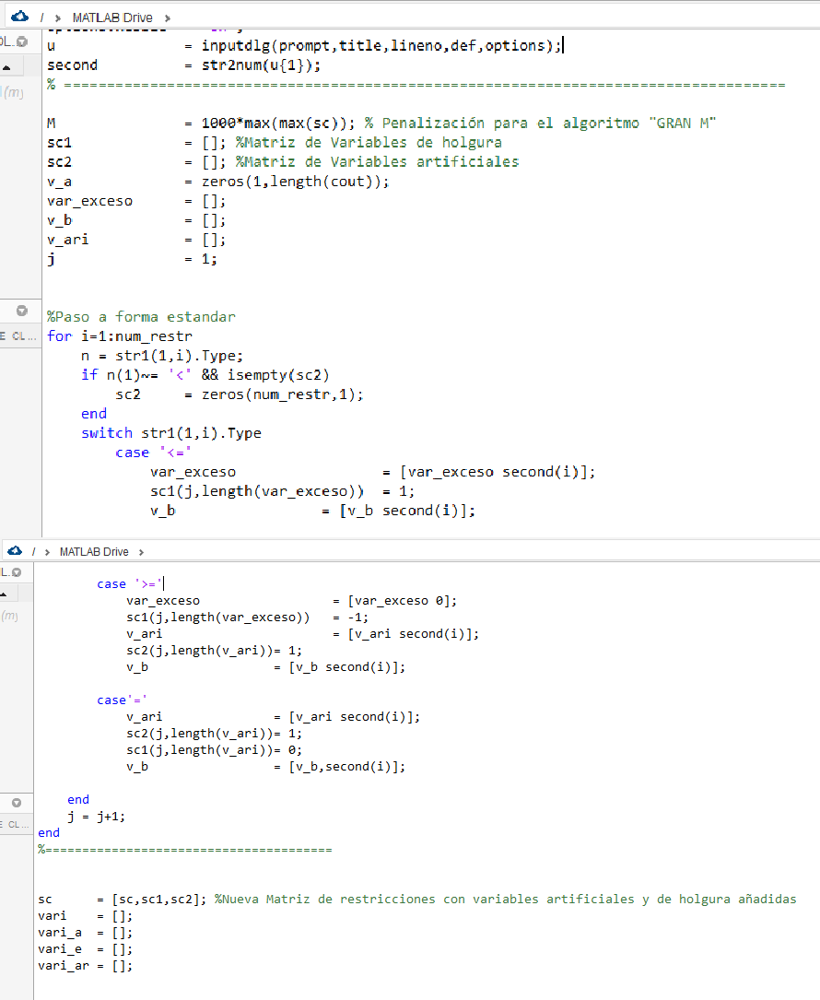 / > MATLAB Drive >
u = inputdlg(prompt,title,lineno,def,options);
second = str2num(u{1});
% ====================================================================================
M = 1000*max(max(sc)); % Penalización para el algoritmo "GRAN M"
sc1 = []; %Matriz de Variables de holgura
sc2 = []; %Matriz de Variables artificiales
v_a = zeros(1,length(cout));
var_exceso = [];
v_b = [];
v_ari = [];
j = 1;
%Paso a forma estandar
for i=1:num_restr
n = str1(1,i).Type;
if n(1)~= '<' && isempty(sc2)
sc2 = zeros(num_restr,1);
end
switch str1(1,i).Type
case '<='
var_exceso = [var_exceso second(i)];
sc1(j,length(var_exceso)) = 1;
v_b = [v_b second(i)];
/ > MATLAB Drive >
case '>='
var_exceso = [var_exceso 0];
sc1(j,length(var_exceso)) = -1;
v_ari = [v_ari second(i)];
sc2(j,length(v_ari))= 1;
v_b = [v_b second(i)];
case'='
v_ari = [v_ari second(i)];
sc2(j,length(v_ari))= 1;
sc1(j,length(v_ari))= 0;
v_b = [v_b,second(i)];
end
j = j+1;
end
%=======================================
sc = [sc,sc1,sc2]; %Nueva Matriz de restricciones con variables artificiales y de holgura añadidas
vari = [];
vari_a = [];
vari_e = [];
vari_ar = [];